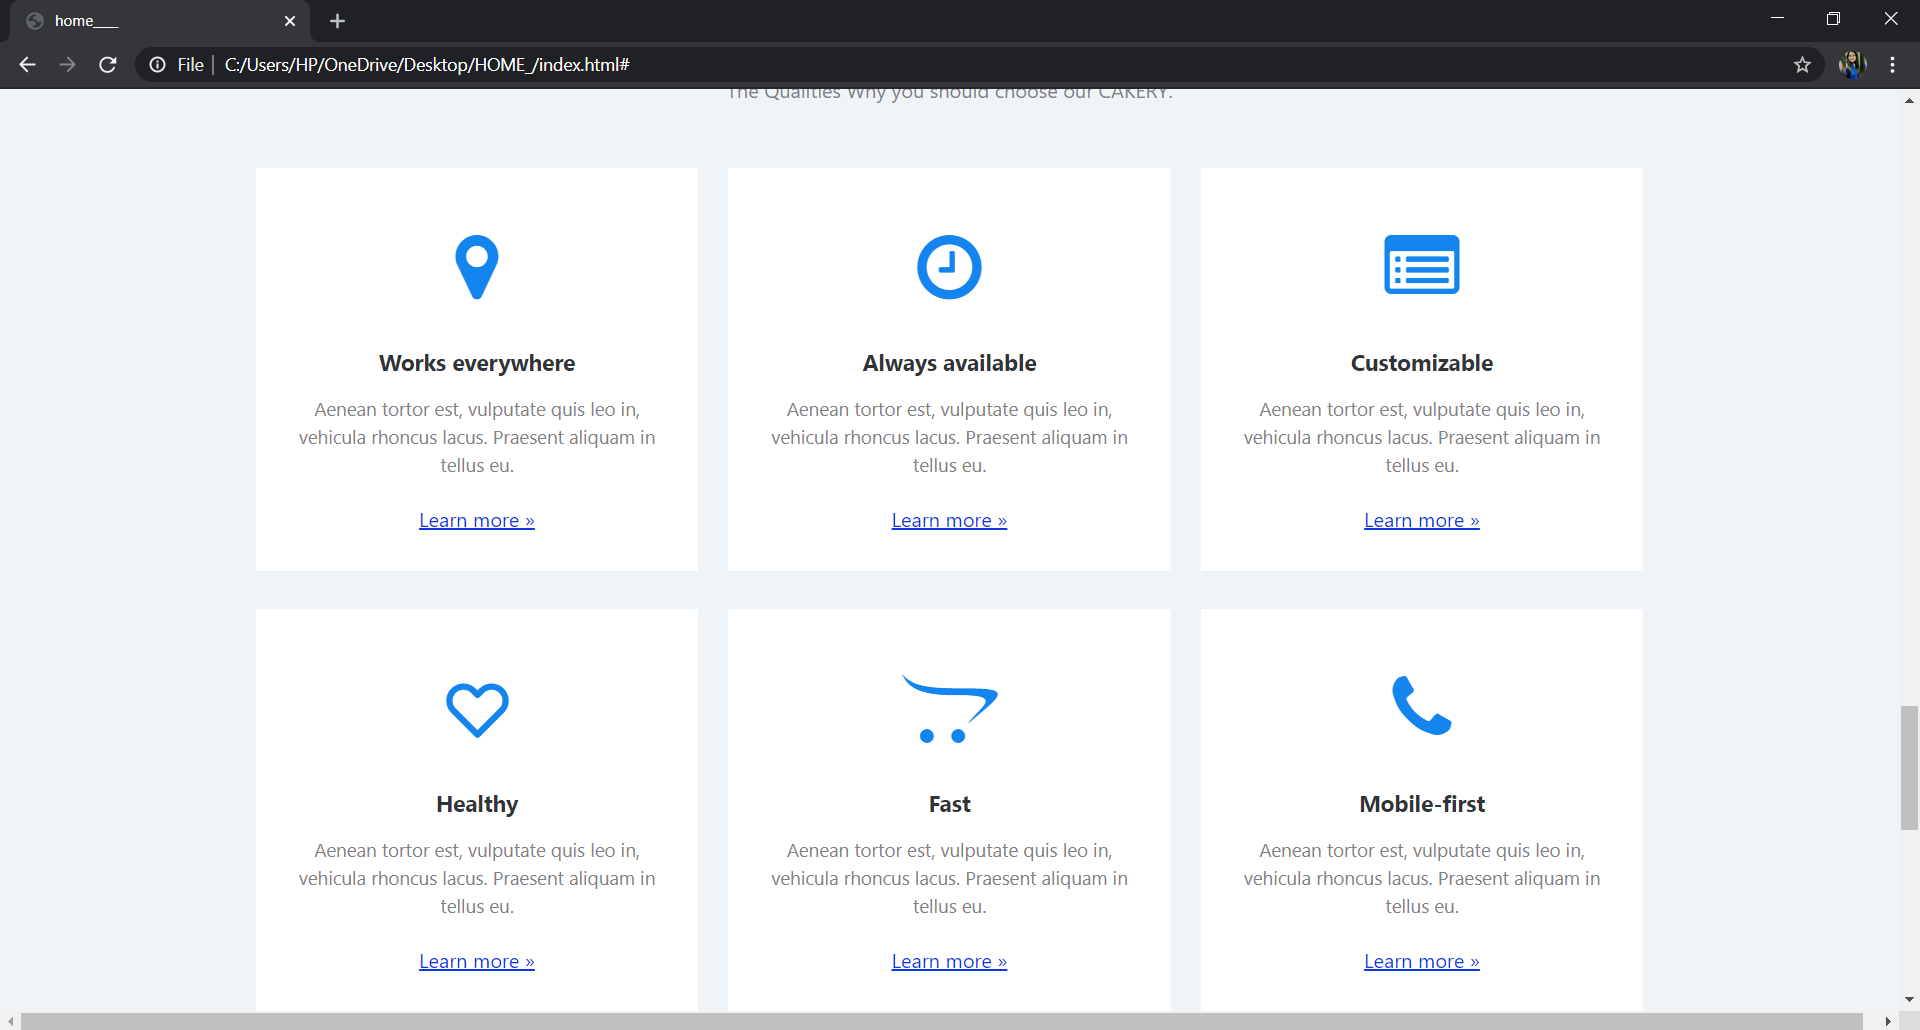 home____
File
C:/Users/HP/OneDrive/Desktop/HOME_/index.html#
The Qualities Why you should choose our CAKERY.
Works everywhere
Aenean tortor est, vulputate quis leo in,
vehicula rhoncus lacus. Praesent aliquam in
tellus eu.
Learn more »
Always available
Aenean tortor est, vulputate quis leo in,
vehicula rhoncus lacus. Praesent aliquam in
tellus eu.
Learn more »
Customizable
Aenean tortor est, vulputate quis leo in,
vehicula rhoncus lacus. Praesent aliquam in
tellus eu.
Learn more »
Healthy
Aenean tortor est, vulputate quis leo in,
vehicula rhoncus lacus. Praesent aliquam in
tellus eu.
Learn more »
Fast
Aenean tortor est, vulputate quis leo in,
vehicula rhoncus lacus. Praesent aliquam in
tellus eu.
Learn more »
Mobile-first
Aenean tortor est, vulputate quis leo in,
vehicula rhoncus lacus. Praesent aliquam in
tellus eu.
Learn more »